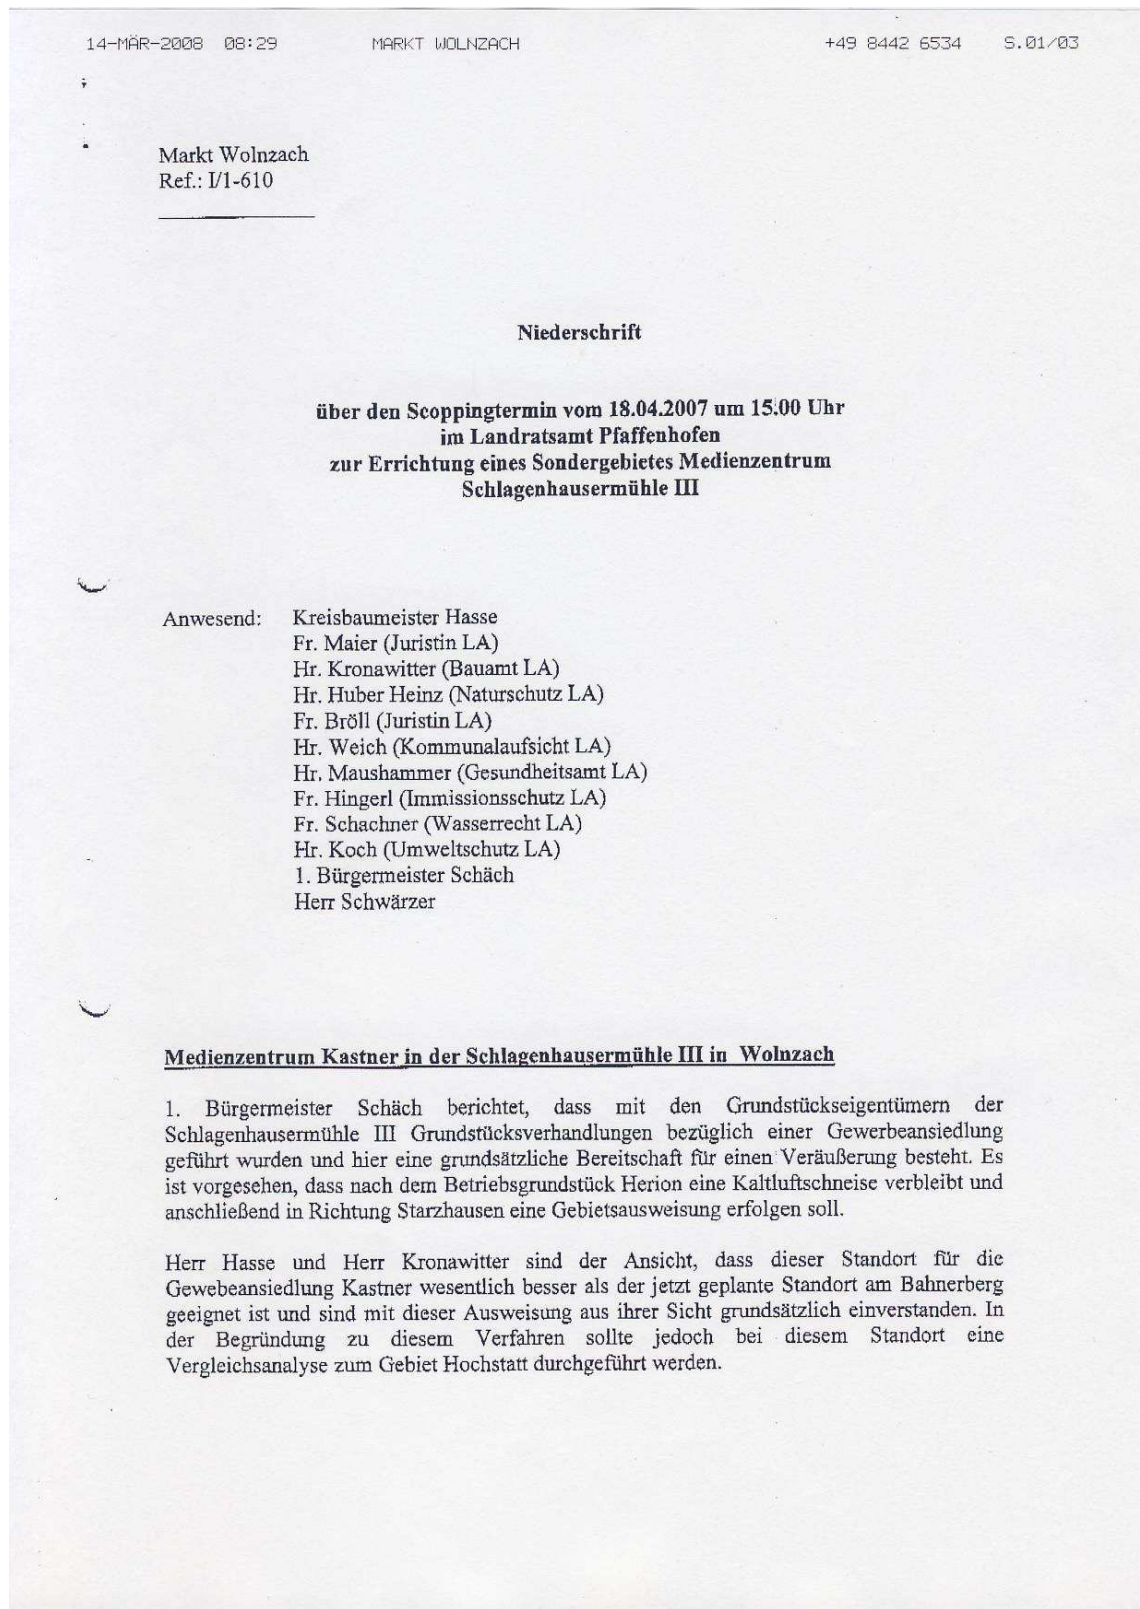 14-MÄR-2008 08:29 MARKT WOLNZACH +49 8442 6534 S.01/03
Markt Wolnzach
Ref.: I/1-610
Niederschrift
über den Scoppingtermin vom 18.04.2007 um 15:00 Uhr
im Landratsamt Pfaffenhofen
zur Errichtung eines Sondergebietes Medienzentrum
Schlagenhausermühle III
Anwesend: Kreisbaumeister Hasse
Fr. Maier (Juristin LA)
Hr. Kronawitter (Bauamt LA)
Hr. Huber Heinz (Naturschutz LA)
Fr. Bröll (Juristin LA)
Hr. Weich (Kommunalaufsicht LA)
Hr. Maushammer (Gesundheitsamt LA)
Fr. Hingerl (Immissionsschutz LA)
Fr. Schachner (Wasserrecht LA)
Hr. Koch (Umweltschutz LA)
1. Bürgermeister Schäch
Herr Schwärzer
Medienzentrum Kastner in der Schlagenhausermühle III in Wolnzach
1. Bürgermeister Schäch berichtet, dass mit den Grundstückseigentümern der
Schlagenhausermühle III Grundstücksverhandlungen bezüglich einer Gewerbeansiedlung
geführt wurden und hier eine grundsätzliche Bereitschaft für einen Veräußerung besteht. Es
ist vorgesehen, dass nach dem Betriebsgrundstück Herion eine Kaltluftschneise verbleibt und
anschließend in Richtung Starzhausen eine Gebietsausweisung erfolgen soll.
Herr Hasse und Herr Kronawitter sind der Ansicht, dass dieser Standort für die
Gewebeansiedlung Kastner wesentlich besser als der jetzt geplante Standort am Bahnerberg
geeignet ist und sind mit dieser Ausweisung aus ihrer Sicht grundsätzlich einverstanden. In
der Begründung zu diesem Verfahren sollte jedoch bei diesem Standort eine
Vergleichsanalyse zum Gebiet Hochstatt durchgeführt werden.